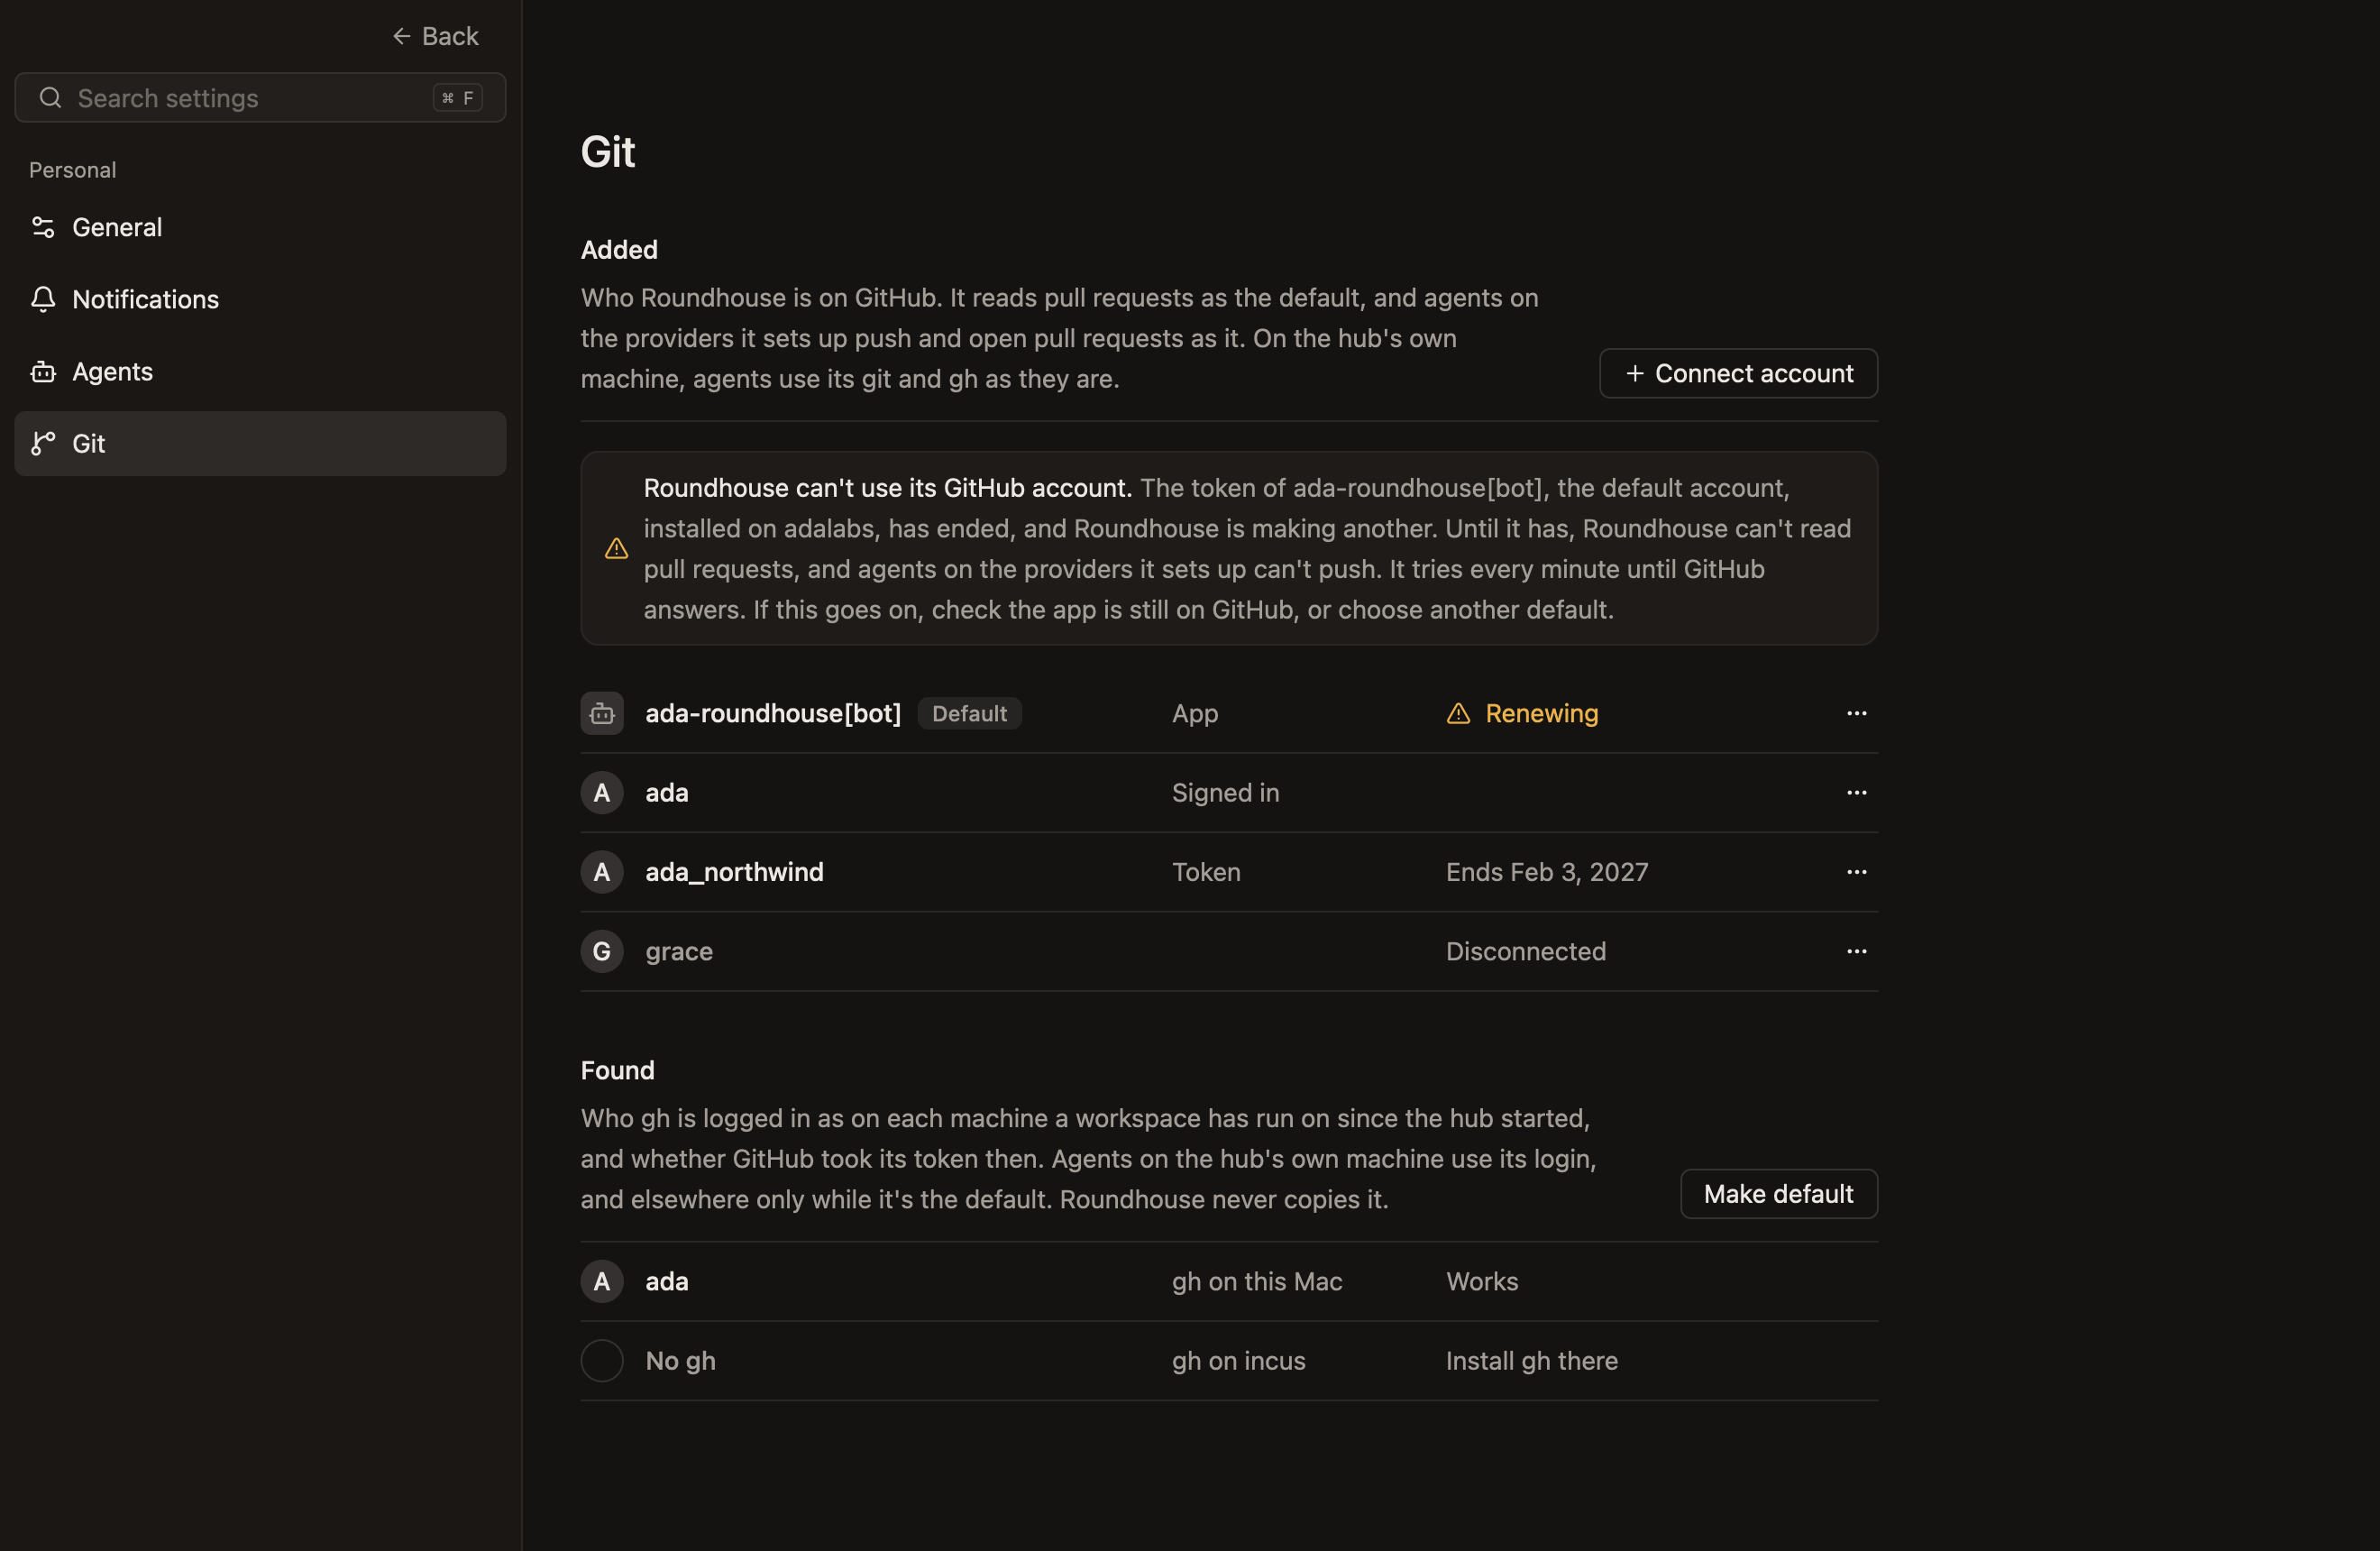 ← Back
Search settings
⌘ F
Personal
General
Notifications
Agents
Git
Git
Added
Who Roundhouse is on GitHub. It reads pull requests as the default, and agents on
the providers it sets up push and open pull requests as it. On the hub's own
machine, agents use its git and gh as they are.
+ Connect account
Roundhouse can't use its GitHub account. The token of ada-roundhouse[bot], the default account,
installed on adalabs, has ended, and Roundhouse is making another. Until it has, Roundhouse can't read
pull requests, and agents on the providers it sets up can't push. It tries every minute until GitHub
answers. If this goes on, check the app is still on GitHub, or choose another default.
ada-roundhouse[bot] Default App Renewing ···
A ada Signed in ···
A ada_northwind Token Ends Feb 3, 2027 ···
G grace Disconnected ···
Found
Who gh is logged in as on each machine a workspace has run on since the hub started,
and whether GitHub took its token then. Agents on the hub's own machine use its login,
and elsewhere only while it's the default. Roundhouse never copies it.
Make default
A ada gh on this Mac Works
No gh gh on incus Install gh there